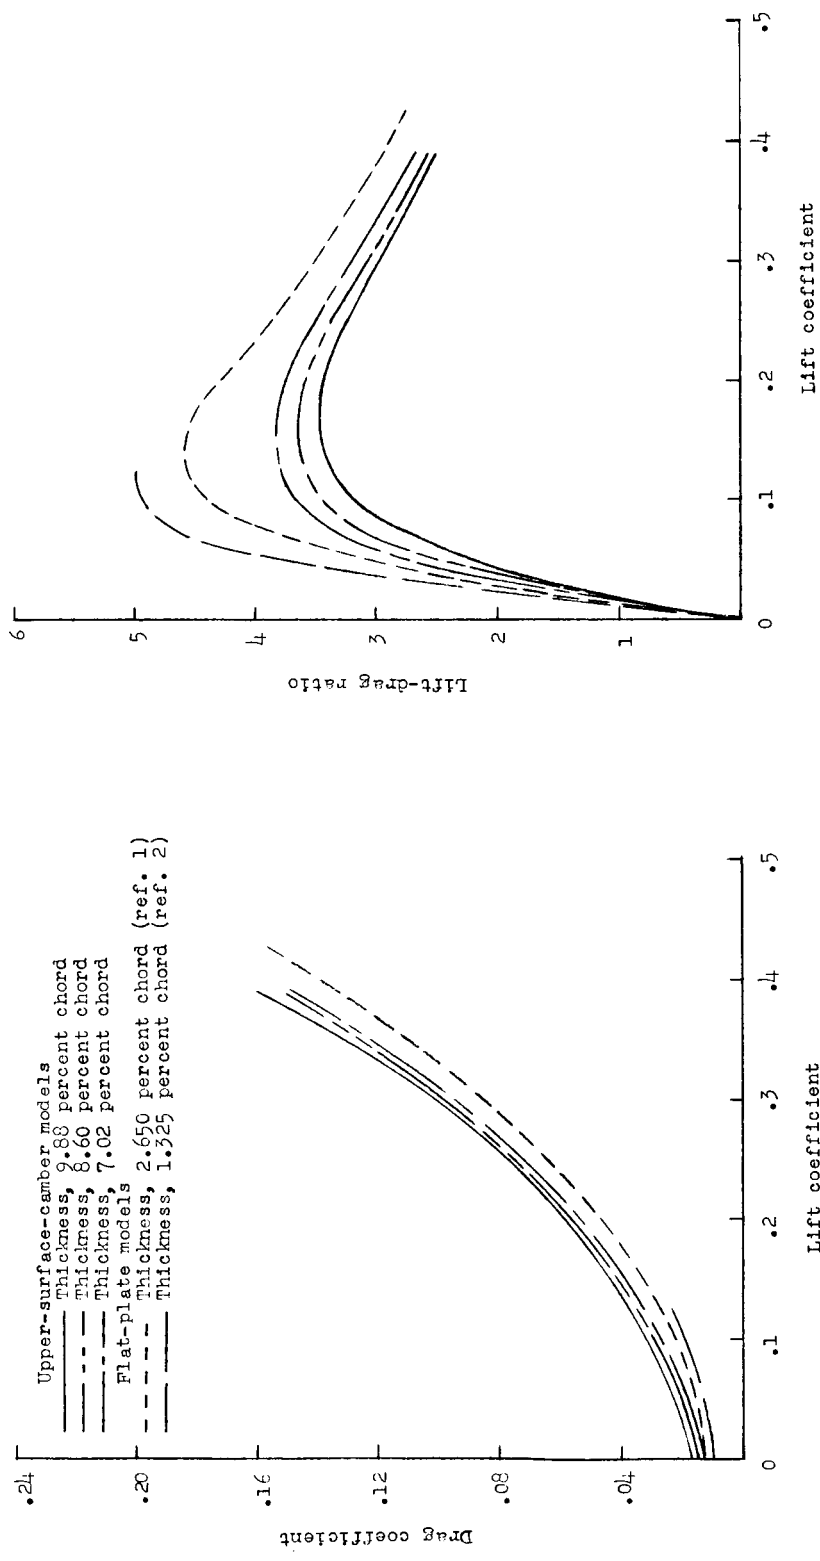 Upper-surface-camber models
Thickness, 9.88 percent chord
Thickness, 8.60 percent chord
Thickness, 7.02 percent chord
Flat-plate models
Thickness, 2.650 percent chord (ref. 1)
Thickness, 1.325 percent chord (ref. 2)
.24
.20
.16
.12
.08
.04
Drag coefficient
0
.1
.2
.3
.4
.5
Lift coefficient
6
5
4
3
2
1
Lift-drag ratio
0
.1
.2
.3
.4
.5
Lift coefficient